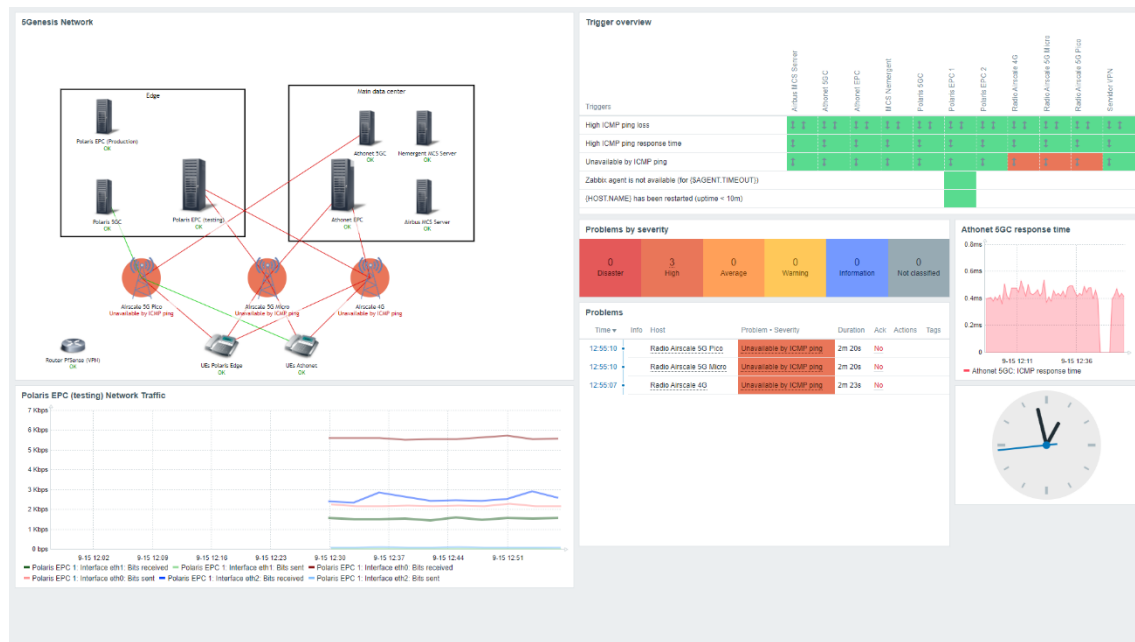 5Genesis Network
Edge
Main data center
Polaris EPC (Production)
OK
Athonet 5GC
OK
Nemergent MCS Server
OK
Polaris 5GC
OK
Polaris EPC (testing)
OK
Athonet EPC
OK
Airbus MCS Server
OK
Airscale 5G Pico
Unavailable by ICMP ping
Airscale 5G Micro
Unavailable by ICMP ping
Airscale 4G
Unavailable by ICMP ping
Router PfSense (VPN)
OK
UEs Polaris Edge
OK
UEs Athonet
OK
Trigger overview
Triggers
Airbus MCS Server
Athonet 5GC
Athonet EPC
MCS Nemergent
Polaris 5GC
Polaris EPC 1
Polaris EPC 2
Radio Airscale 4G
Radio Airscale 5G Micro
Radio Airscale 5G Pico
Servidor VPN
High ICMP ping loss
High ICMP ping response time
Unavailable by ICMP ping
Zabbix agent is not available (for {$AGENT.TIMEOUT})
{HOST.NAME} has been restarted (uptime < 10m)
Problems by severity
0 Disaster
3 High
0 Average
0 Warning
0 Information
0 Not classified
Problems
Time Info Host Problem • Severity Duration Ack Actions Tags
12:55:10 Radio Airscale 5G Pico Unavailable by ICMP ping 2m 20s No
12:55:10 Radio Airscale 5G Micro Unavailable by ICMP ping 2m 20s No
12:55:07 Radio Airscale 4G Unavailable by ICMP ping 2m 23s No
Athonet 5GC response time
0.8ms
0.6ms
0.4ms
0.2ms
0
9-15 12:11 9-15 12:36
Athonet 5GC: ICMP response time
Polaris EPC (testing) Network Traffic
7 Kbps
6 Kbps
5 Kbps
4 Kbps
3 Kbps
2 Kbps
1 Kbps
0 bps
9-15 12:02 9-15 12:09 9-15 12:16 9-15 12:23 9-15 12:30 9-15 12:37 9-15 12:44 9-15 12:51
Polaris EPC 1: Interface eth1: Bits received Polaris EPC 1: Interface eth1: Bits sent Polaris EPC 1: Interface eth0: Bits received
Polaris EPC 1: Interface eth0: Bits sent Polaris EPC 1: Interface eth2: Bits received Polaris EPC 1: Interface eth2: Bits sent